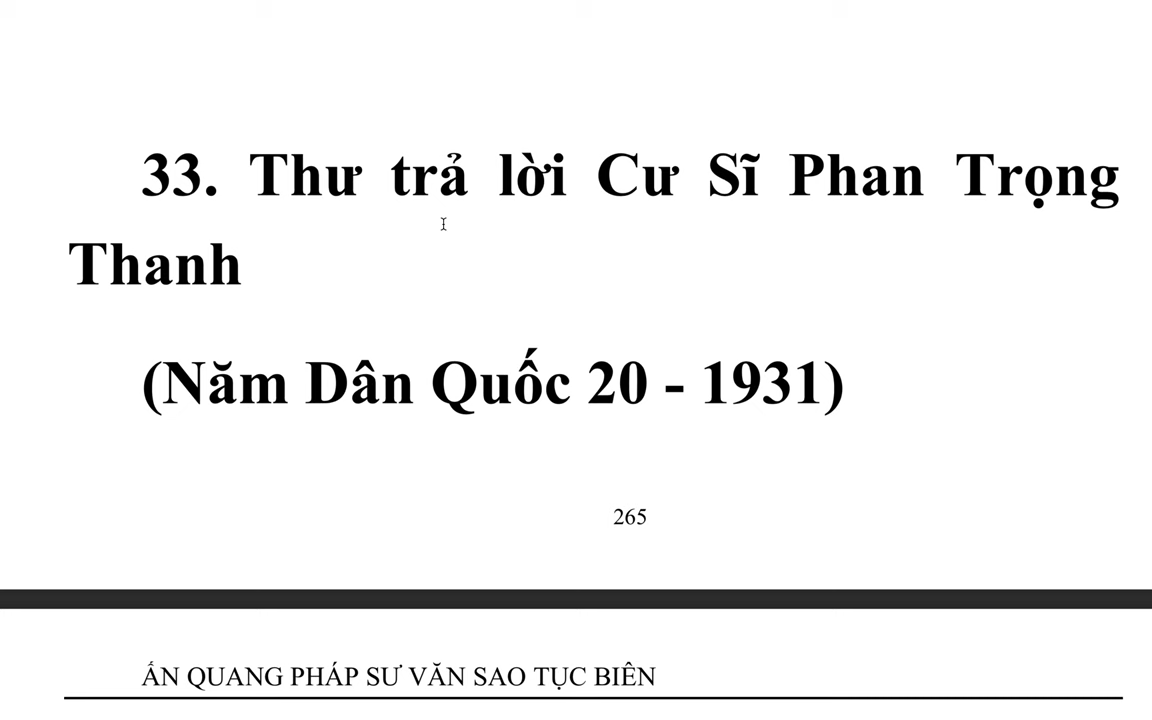 33. Thư trả lời Cư Sĩ Phan Trọng
Thanh
(Năm Dân Quốc 20 - 1931)
265
ẤN QUANG PHÁP SƯ VĂN SAO TỤC BIÊN